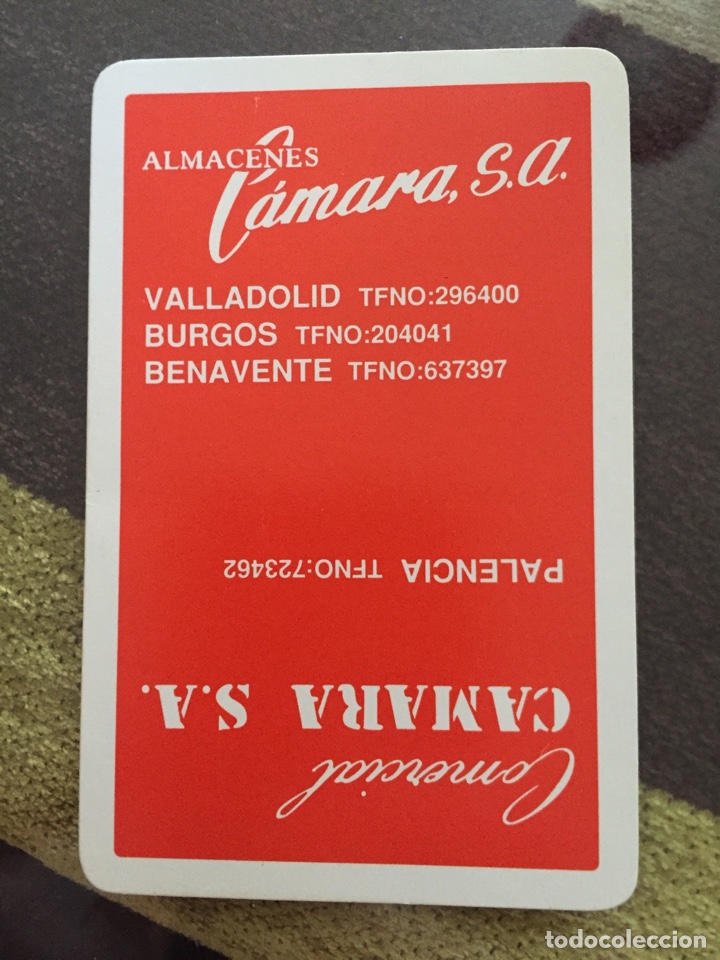 ALMACENES
Cámara, S.A.
VALLADOLID TFNO:296400
BURGOS TFNO:204041
BENAVENTE TFNO:637397
Comercial
CAMARA S.A.
PALENCIA TFNO:723462
todocoleccion